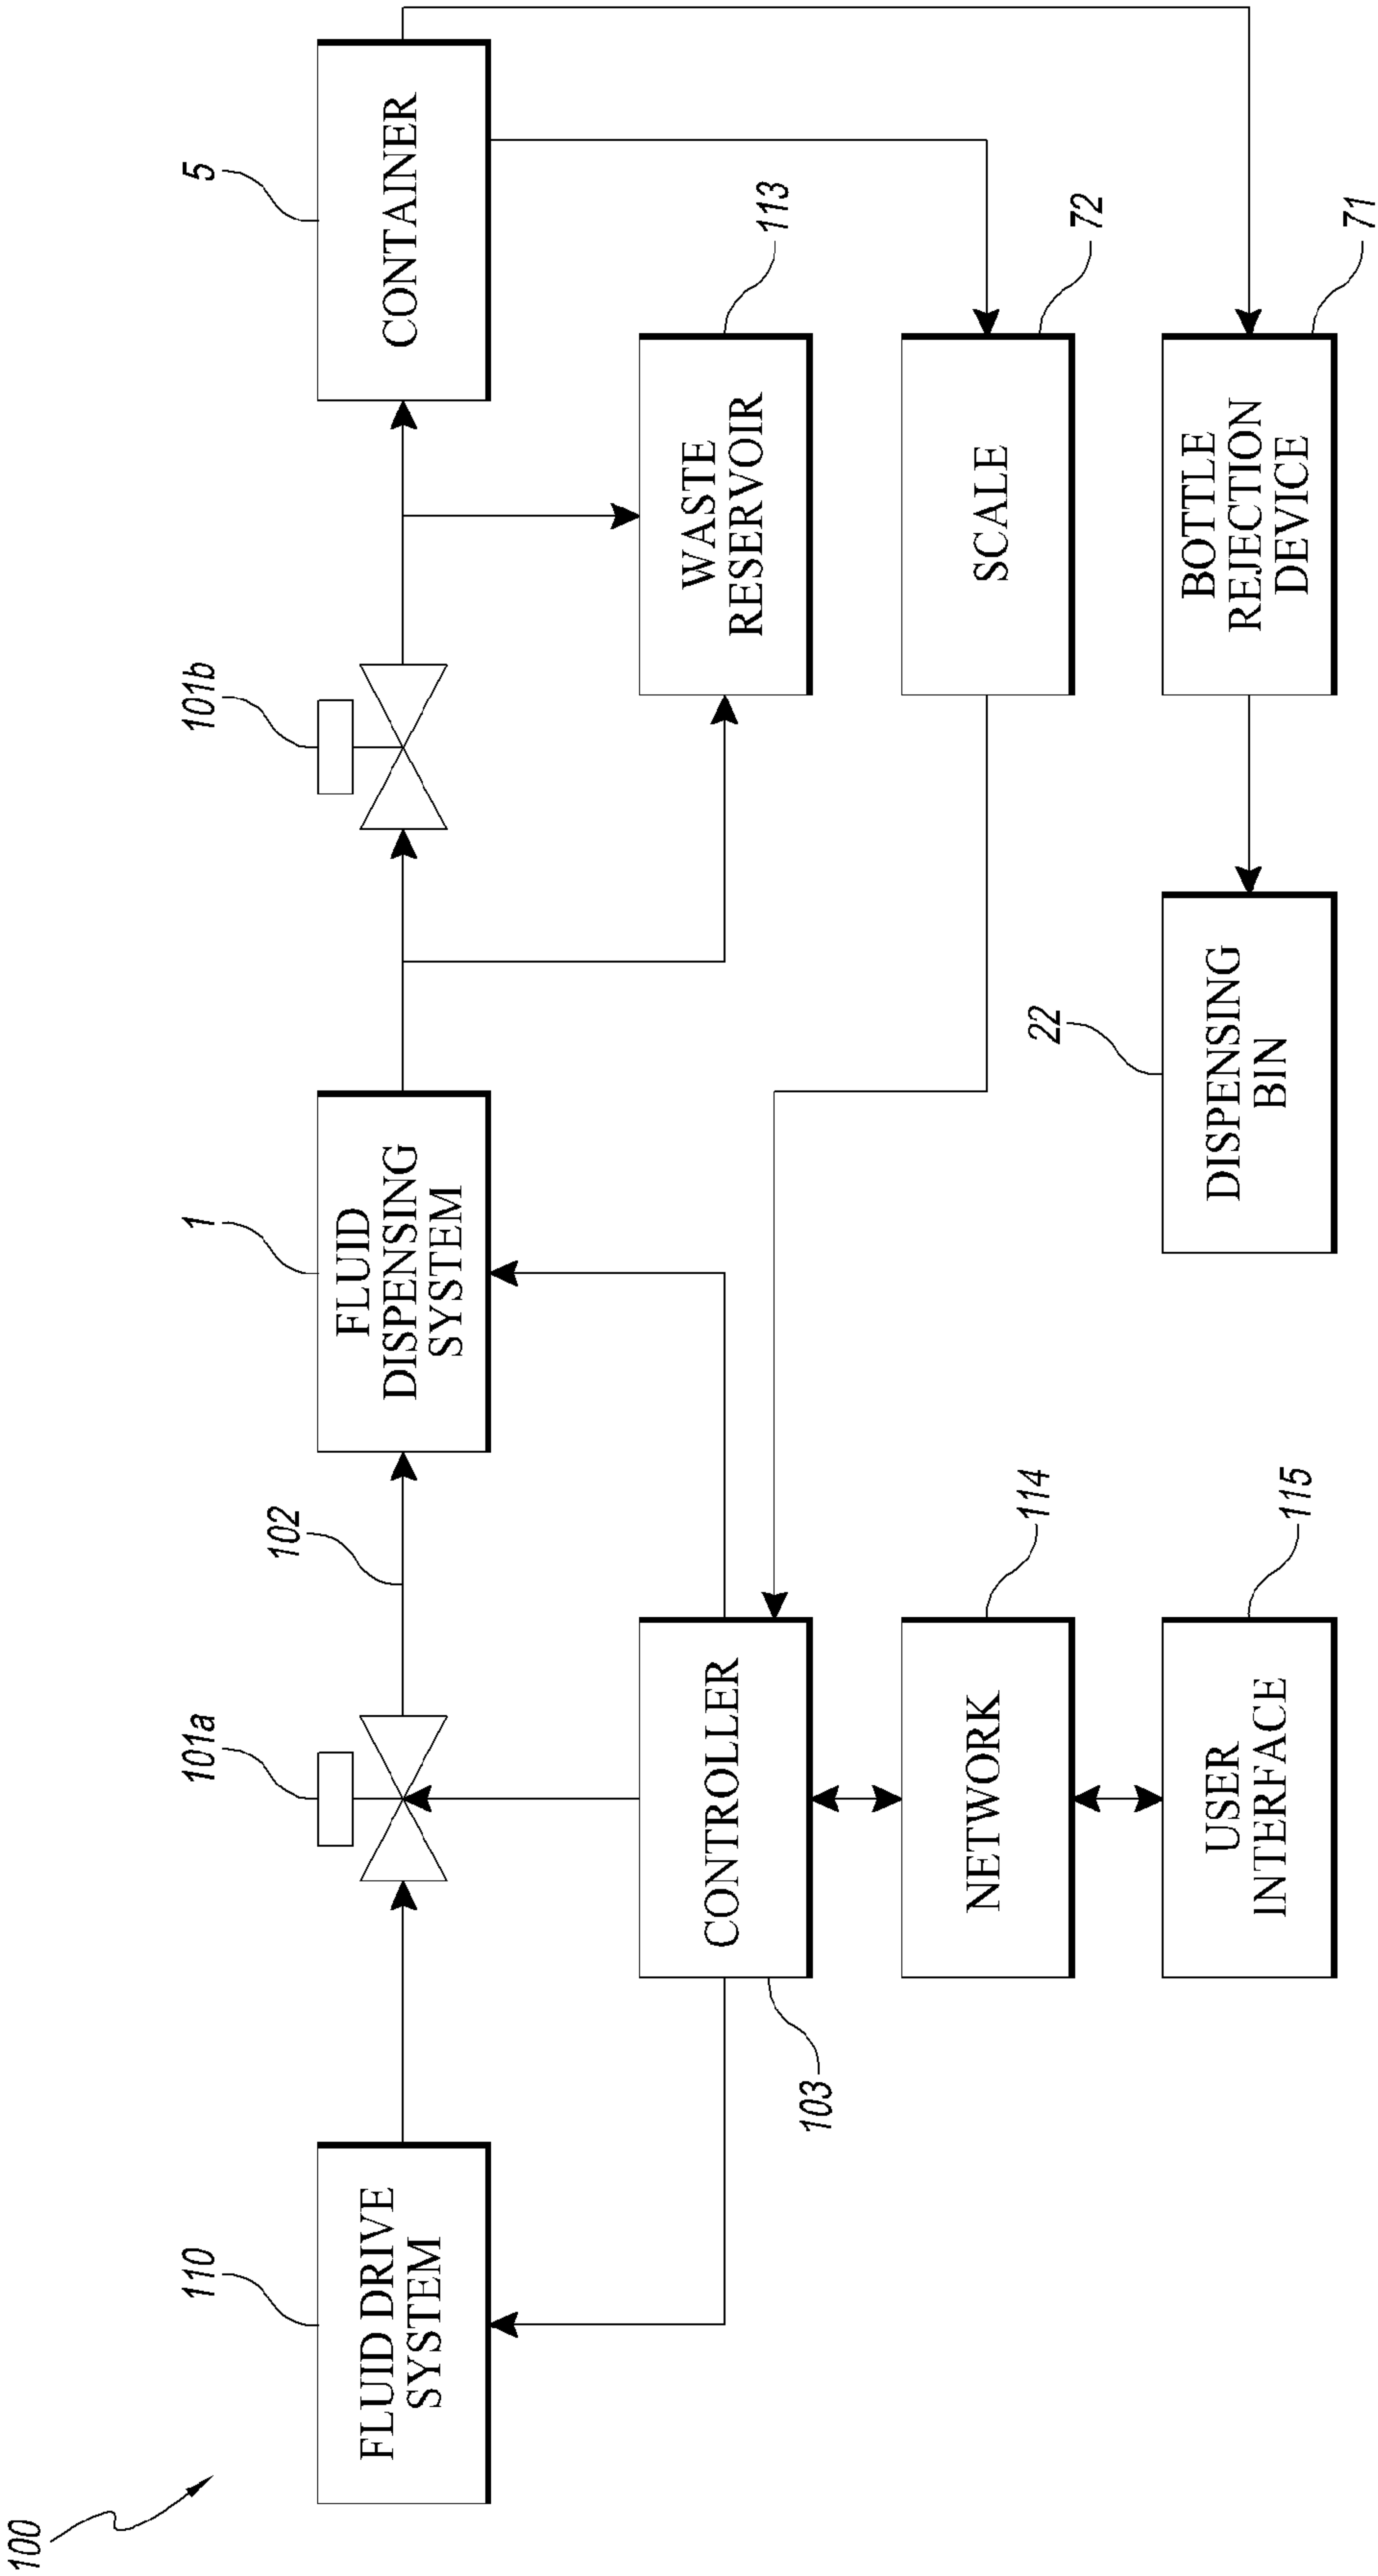 100
110
FLUID DRIVE
SYSTEM
101a
102
1
FLUID
DISPENSING
SYSTEM
101b
5
CONTAINER
103
CONTROLLER
WASTE
RESERVOIR
113
NETWORK
114
SCALE
72
USER
INTERFACE
115
22
DISPENSING
BIN
BOTTLE
REJECTION
DEVICE
71